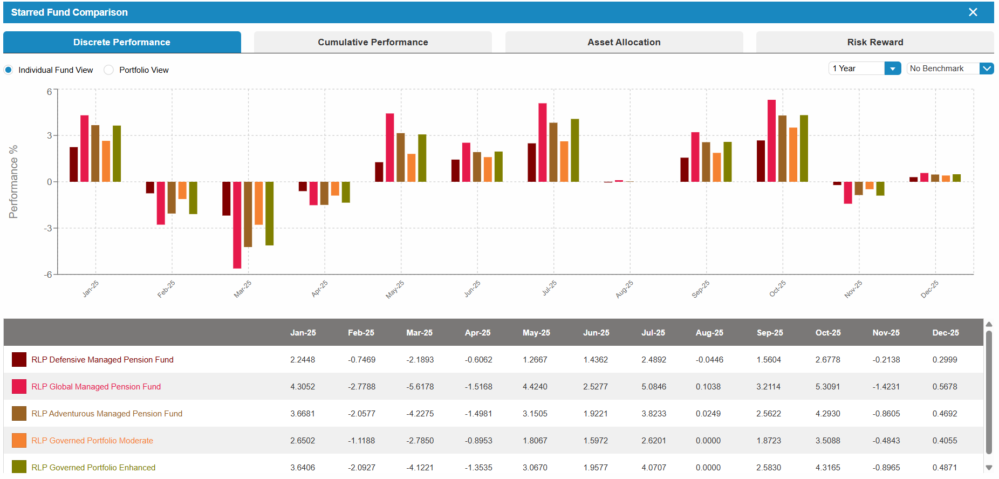 Starred Fund Comparison
Discrete Performance Cumulative Performance Asset Allocation Risk Reward
Individual Fund View Portfolio View 1 Year No Benchmark
Performance %
6
3
0
-3
-6
Jan-25 Feb-25 Mar-25 Apr-25 May-25 Jun-25 Jul-25 Aug-25 Sep-25 Oct-25 Nov-25 Dec-25
Jan-25 Feb-25 Mar-25 Apr-25 May-25 Jun-25 Jul-25 Aug-25 Sep-25 Oct-25 Nov-25 Dec-25
RLP Defensive Managed Pension Fund 2.2448 -0.7469 -2.1893 -0.6062 1.2667 1.4362 2.4892 -0.0446 1.5604 2.6778 -0.2138 0.2999
RLP Global Managed Pension Fund 4.3052 -2.7788 -5.6178 -1.5168 4.4240 2.5277 5.0846 0.1038 3.2114 5.3091 -1.4231 0.5678
RLP Adventurous Managed Pension Fund 3.6681 -2.0577 -4.2275 -1.4981 3.1505 1.9221 3.8233 0.0249 2.5622 4.2930 -0.8605 0.4692
RLP Governed Portfolio Moderate 2.6502 -1.1188 -2.7850 -0.8953 1.8067 1.5972 2.6201 0.0000 1.8723 3.5088 -0.4843 0.4055
RLP Governed Portfolio Enhanced 3.6406 -2.0927 -4.1221 -1.3535 3.0670 1.9577 4.0707 0.0000 2.5830 4.3165 -0.8965 0.4871